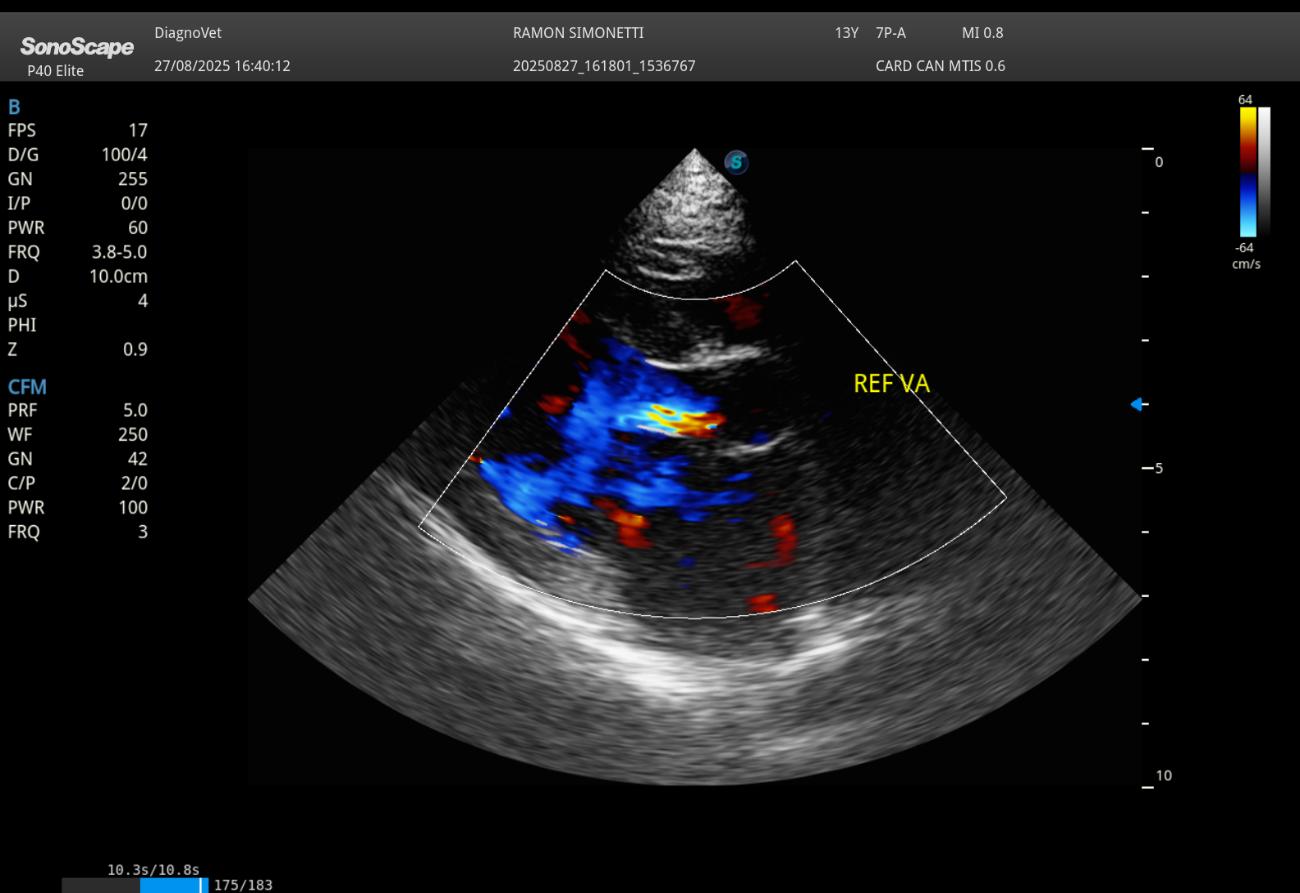 SonoScape
P40 Elite
DiagnoVet
27/08/2025 16:40:12
RAMON SIMONETTI
20250827_161801_1536767
13Y 7P-A MI 0.8
CARD CAN MTIS 0.6
B
FPS 17
D/G 100/4
GN 255
I/P 0/0
PWR 60
FRQ 3.8-5.0
D 10.0cm
μS 4
PHI
Z 0.9
CFM
PRF 5.0
WF 250
GN 42
C/P 2/0
PWR 100
FRQ 3
S
REF VA
0
5
10
64
-64
cm/s
10.3s/10.8s
175/183